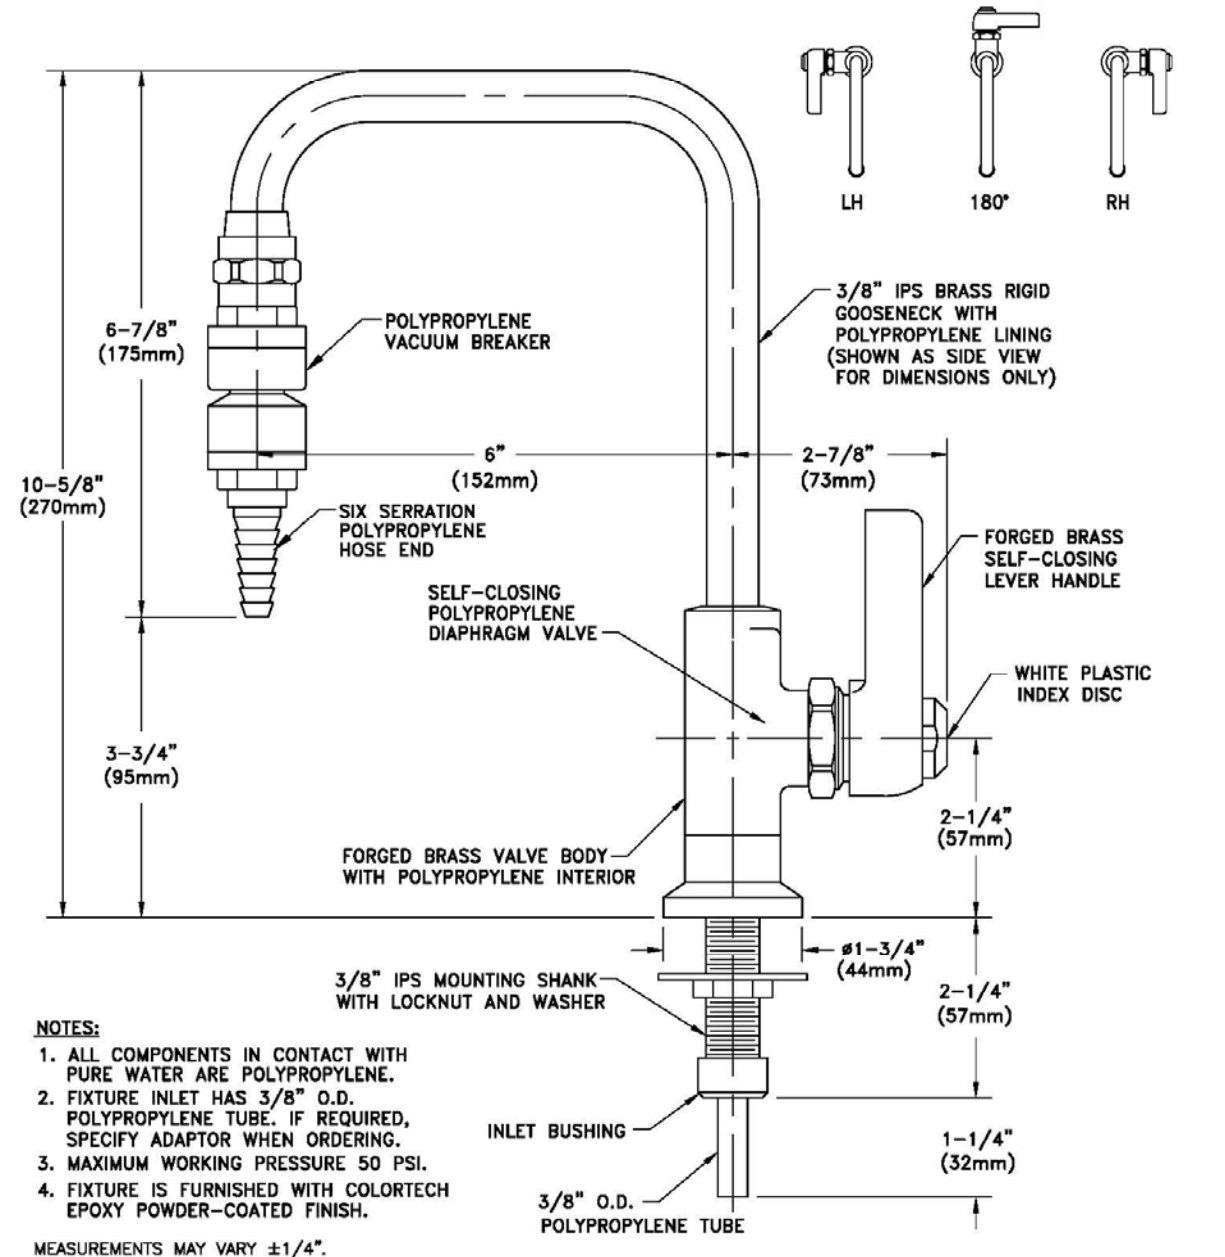 LH
180°
RH
3/8" IPS BRASS RIGID
GOOSENECK WITH
POLYPROPYLENE LINING
(SHOWN AS SIDE VIEW
FOR DIMENSIONS ONLY)
6-7/8"
(175mm)
POLYPROPYLENE
VACUUM BREAKER
6"
(152mm)
2-7/8"
(73mm)
10-5/8"
(270mm)
SIX SERRATION
POLYPROPYLENE
HOSE END
FORGED BRASS
SELF-CLOSING
LEVER HANDLE
SELF-CLOSING
POLYPROPYLENE
DIAPHRAGM VALVE
WHITE PLASTIC
INDEX DISC
3-3/4"
(95mm)
2-1/4"
(57mm)
FORGED BRASS VALVE BODY
WITH POLYPROPYLENE INTERIOR
ø1-3/4"
(44mm)
3/8" IPS MOUNTING SHANK
WITH LOCKNUT AND WASHER
2-1/4"
(57mm)
NOTES:
1. ALL COMPONENTS IN CONTACT WITH
PURE WATER ARE POLYPROPYLENE.
2. FIXTURE INLET HAS 3/8" O.D.
POLYPROPYLENE TUBE. IF REQUIRED,
SPECIFY ADAPTOR WHEN ORDERING.
3. MAXIMUM WORKING PRESSURE 50 PSI.
4. FIXTURE IS FURNISHED WITH COLORTECH
EPOXY POWDER-COATED FINISH.
MEASUREMENTS MAY VARY ±1/4".
INLET BUSHING
1-1/4"
(32mm)
3/8" O.D.
POLYPROPYLENE TUBE